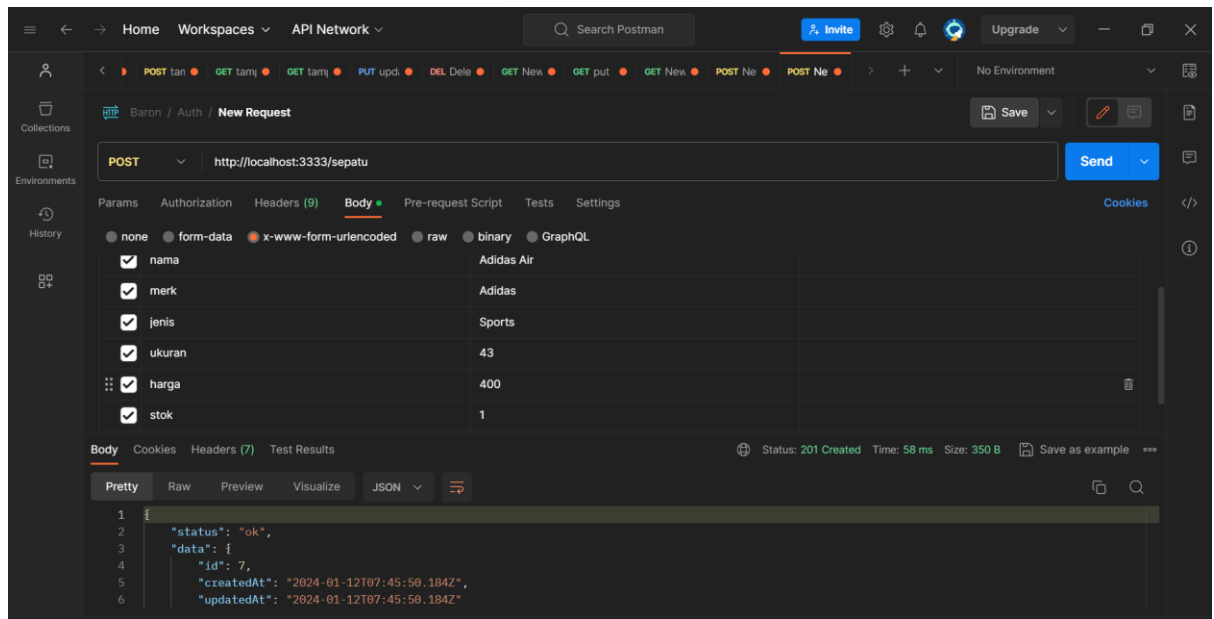 Home Workspaces API Network Search Postman Invite Upgrade
POST tan GET tam GET tam PUT upd DEL Dele GET New GET put GET New POST Ne POST Ne No Environment
HTTP Baron / Auth / New Request Save
Collections
POST http://localhost:3333/sepatu Send
Environments
Params Authorization Headers (9) Body Pre-request Script Tests Settings Cookies
History
none form-data x-www-form-urlencoded raw binary GraphQL
nama Adidas Air
merk Adidas
jenis Sports
ukuran 43
harga 400
stok 1
Body Cookies Headers (7) Test Results Status: 201 Created Time: 58 ms Size: 350 B Save as example
Pretty Raw Preview Visualize JSON
1 {
2 "status": "ok",
3 "data": {
4 "id": 7,
5 "createdAt": "2024-01-12T07:45:50.184Z",
6 "updatedAt": "2024-01-12T07:45:50.184Z"